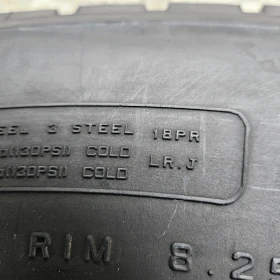 EEL 3 STEEL 18PR
(130PSI) COLD LR.J
(130PSI) COLD
RIM 8.2